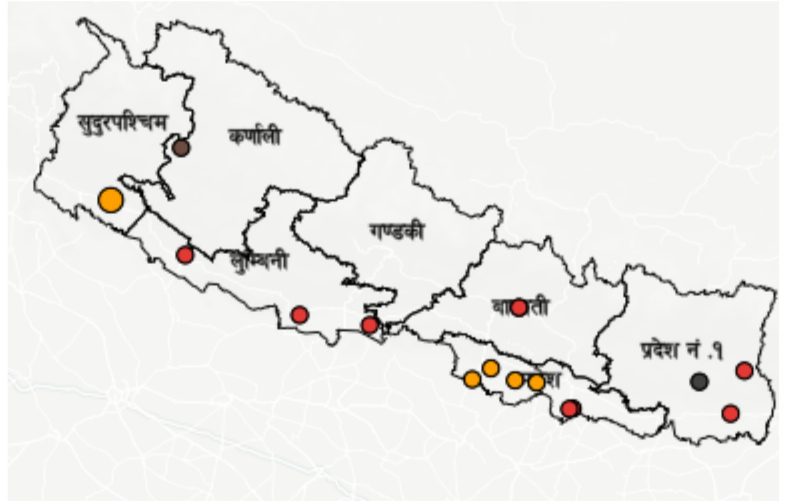 सुदुरपश्चिम
कर्णाली
गण्डकी
लुम्बिनी
प्रदेश नं .१